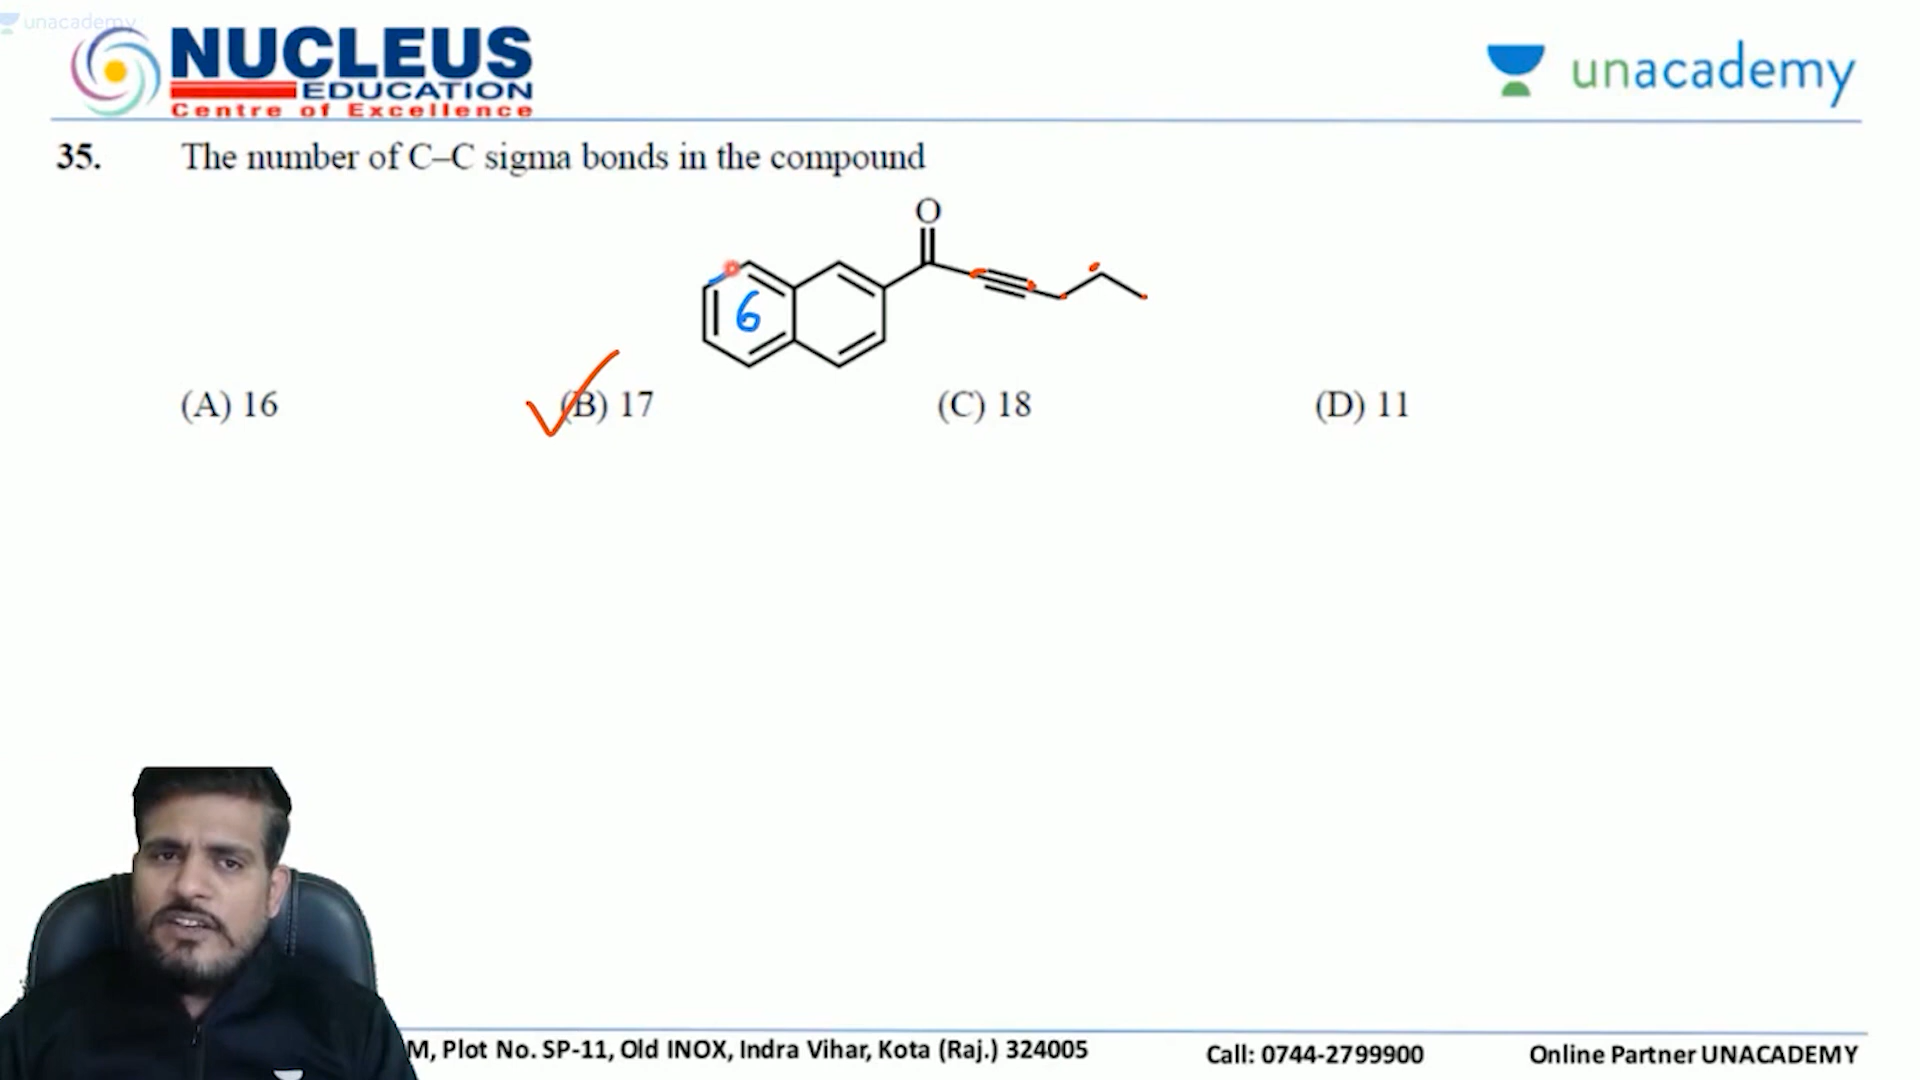 unacademy
NUCLEUS
EDUCATION
Centre of Excellence
unacademy
35. The number of C–C sigma bonds in the compound
O
6
(A) 16 (B) 17 (C) 18 (D) 11
M, Plot No. SP-11, Old INOX, Indra Vihar, Kota (Raj.) 324005 Call: 0744-2799900 Online Partner UNACADEMY